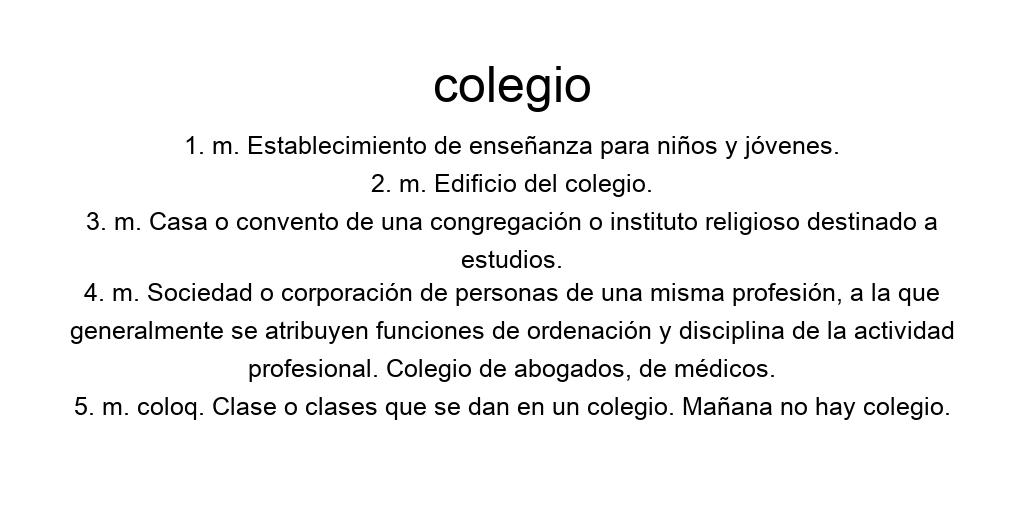 colegio
1. m. Establecimiento de enseñanza para niños y jóvenes.
2. m. Edificio del colegio.
3. m. Casa o convento de una congregación o instituto religioso destinado a
estudios.
4. m. Sociedad o corporación de personas de una misma profesión, a la que
generalmente se atribuyen funciones de ordenación y disciplina de la actividad
profesional. Colegio de abogados, de médicos.
5. m. coloq. Clase o clases que se dan en un colegio. Mañana no hay colegio.